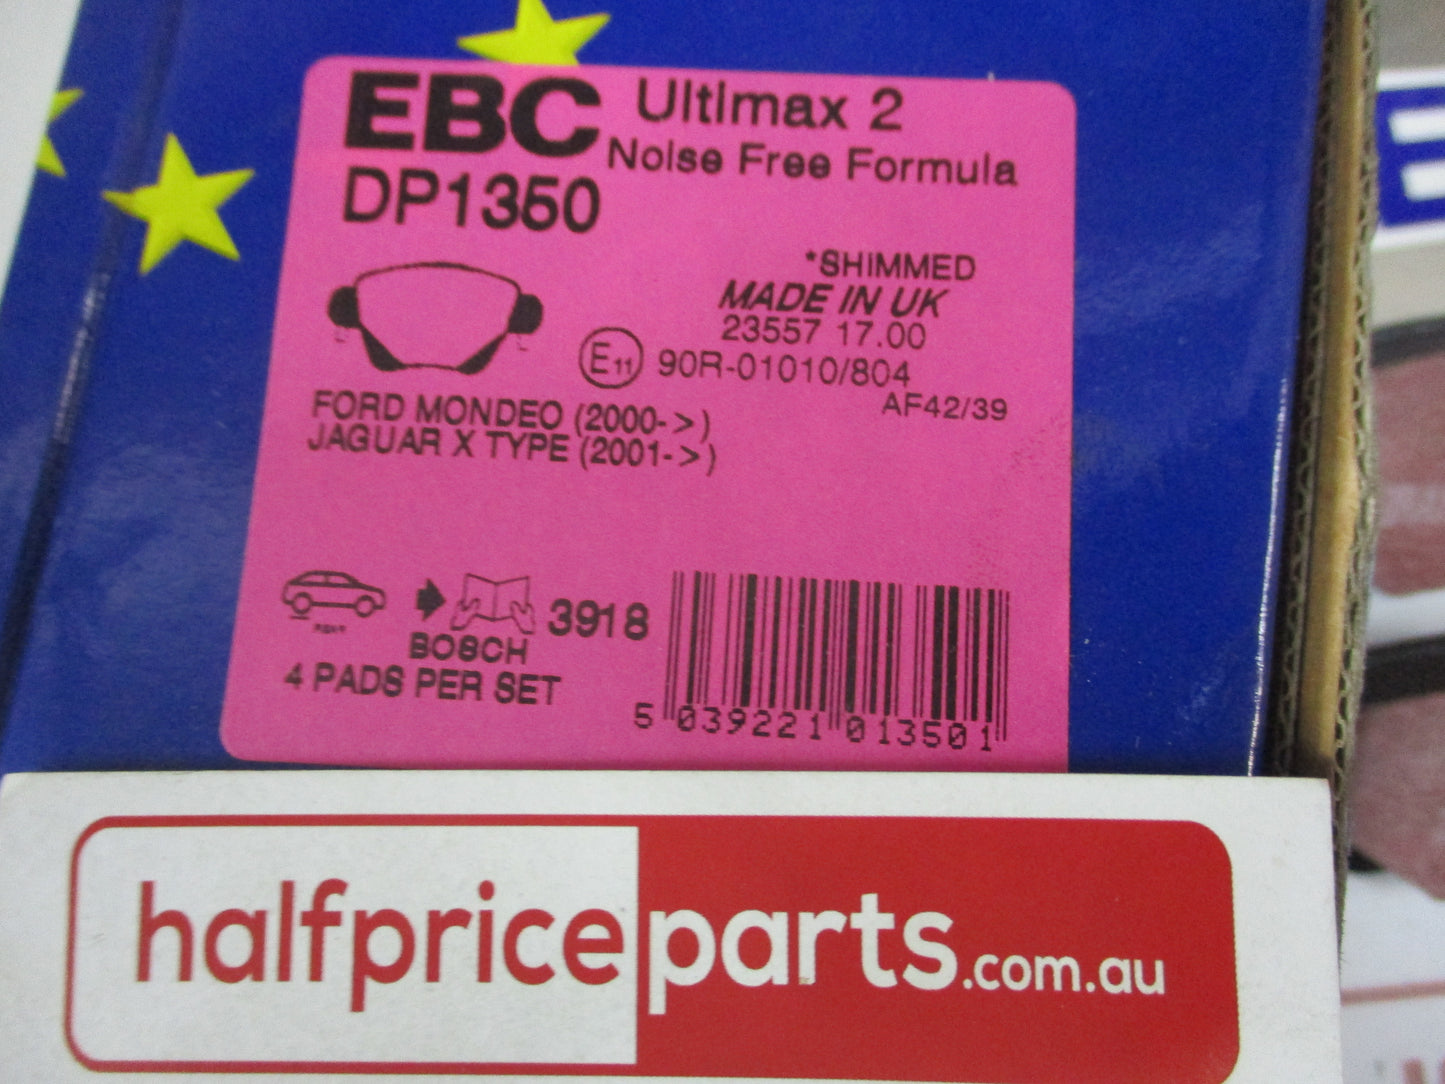 EBC Ultimax 2
Noise Free Formula
DP1350
*SHIMMED
MADE IN UK
23557 17.00
E11 90R-01010/804
AF42/39
FORD MONDEO (2000->)
JAGUAR X TYPE (2001->)
REAR
BOSCH
3918
4 PADS PER SET
5 039221 013501
halfpriceparts.com.au